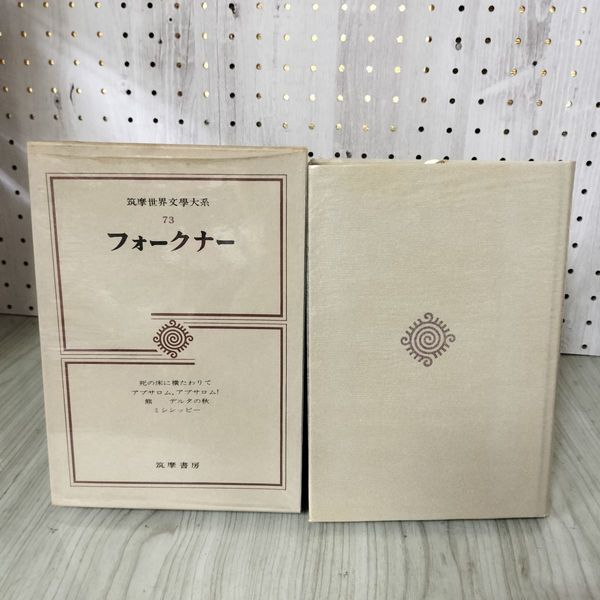 筑摩世界文學大系
73
フォークナー
死の床に横たわりて
アブサロム，アブサロム！
熊　デルタの秋
ミシシッピー
筑摩書房